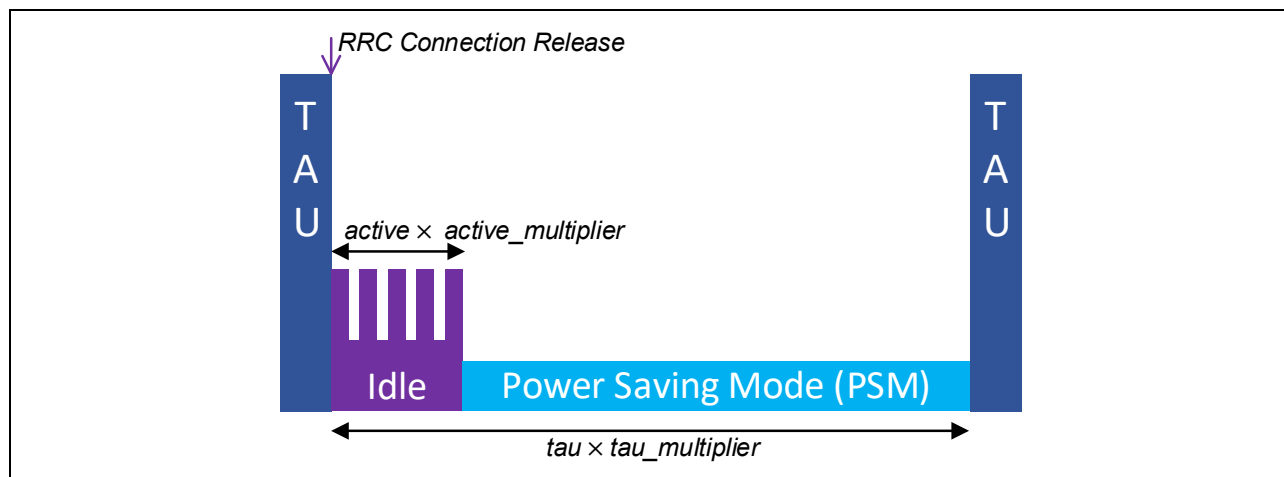 RRC Connection Release
T
A
U
T
A
U
active × active_multiplier
Idle
Power Saving Mode (PSM)
tau × tau_multiplier